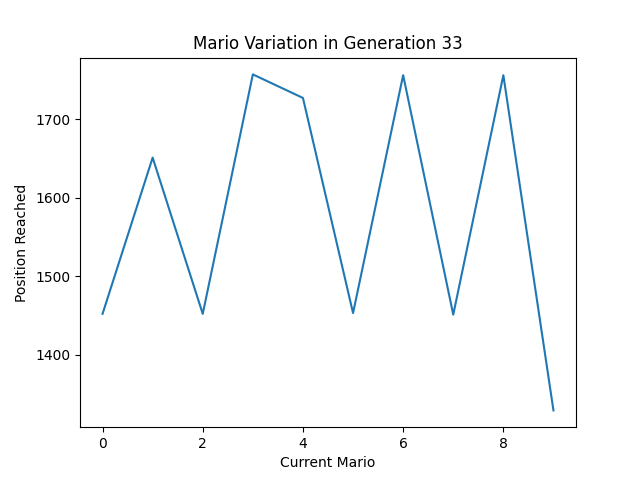 Mario Variation in Generation 33
Position Reached
1700
1600
1500
1400
0 2 4 6 8
Current Mario